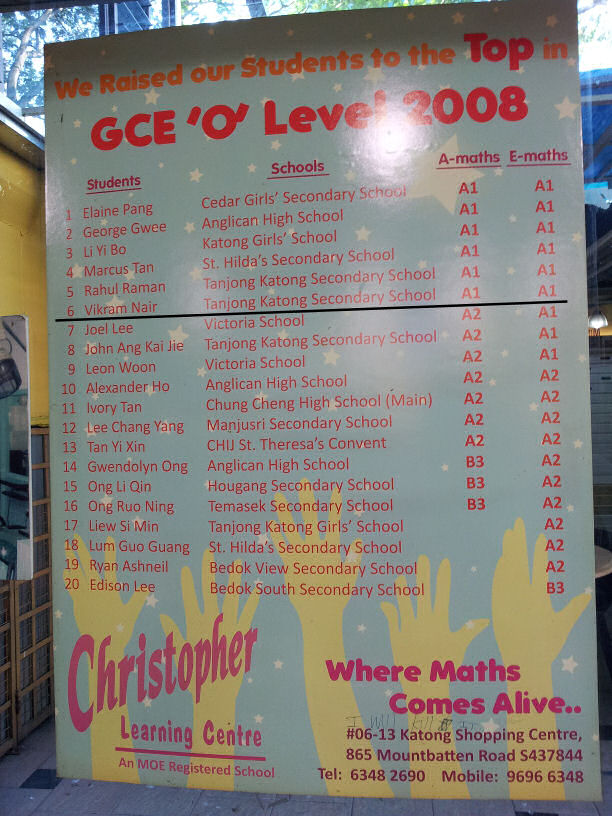 We Raised our Students to the Top in
GCE 'O' Level 2008
Students Schools A-maths E-maths
1 Elaine Pang Cedar Girls' Secondary School A1 A1
2 George Gwee Anglican High School A1 A1
3 Li Yi Bo Katong Girls' School A1 A1
4 Marcus Tan St. Hilda's Secondary School A1 A1
5 Rahul Raman Tanjong Katong Secondary School A1 A1
6 Vikram Nair Tanjong Katong Secondary School A1 A1
7 Joel Lee Victoria School A2 A1
8 John Ang Kai Jie Tanjong Katong Secondary School A2 A1
9 Leon Woon Victoria School A2 A1
10 Alexander Ho Anglican High School A2 A2
11 Ivory Tan Chung Cheng High School (Main) A2 A2
12 Lee Chang Yang Manjusri Secondary School A2 A2
13 Tan Yi Xin CHIJ St. Theresa's Convent A2 A2
14 Gwendolyn Ong Anglican High School B3 A2
15 Ong Li Qin Hougang Secondary School B3 A2
16 Ong Ruo Ning Temasek Secondary School B3 A2
17 Liew Si Min Tanjong Katong Girls' School A2
18 Lum Guo Guang St. Hilda's Secondary School A2
19 Ryan Ashneil Bedok View Secondary School A2
20 Edison Lee Bedok South Secondary School B3
Christopher
Learning Centre
An MOE Registered School
Where Maths
Comes Alive..
I Will
#06-13 Katong Shopping Centre,
865 Mountbatten Road S437844
Tel: 6348 2690 Mobile: 9696 6348